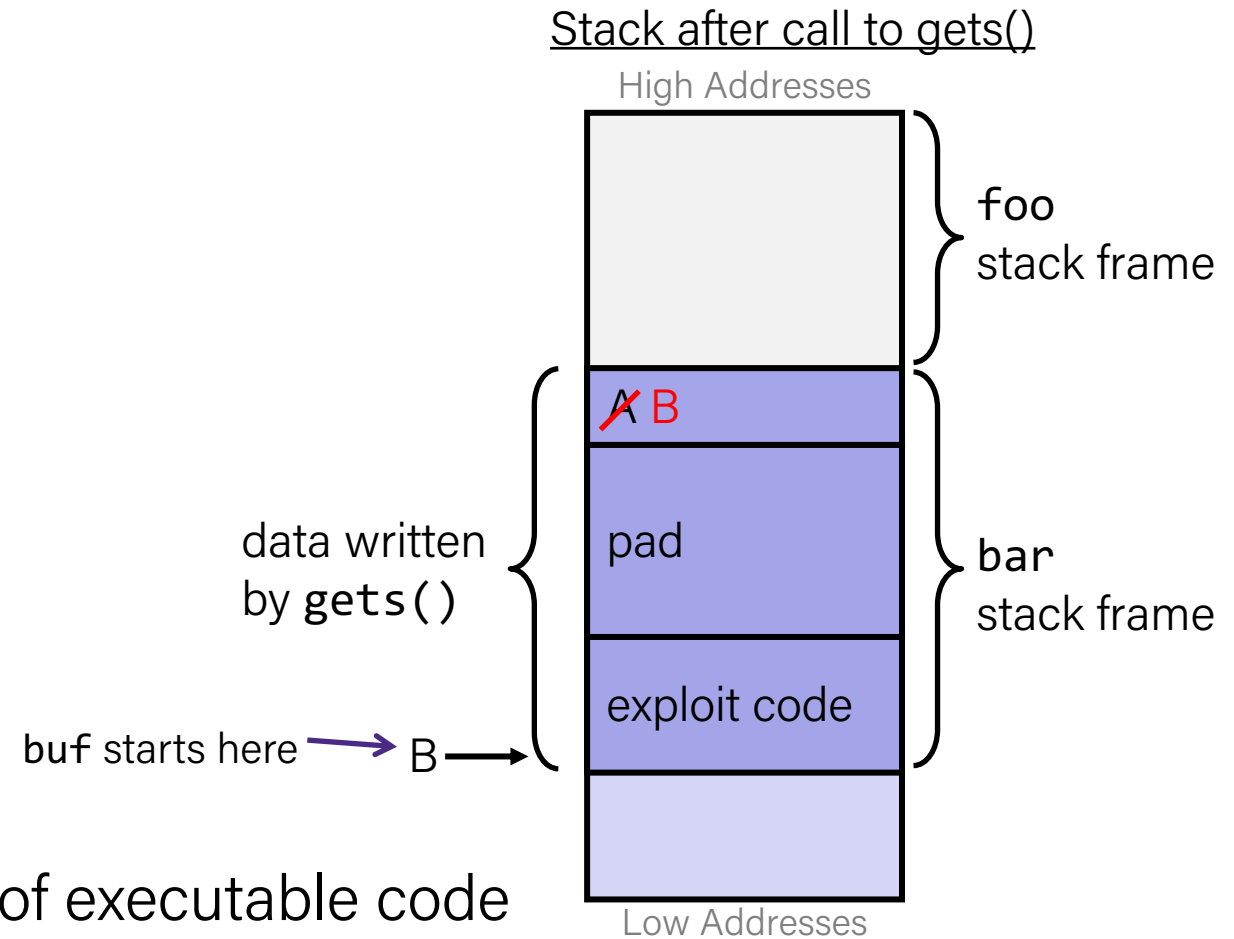 Stack after call to gets()
High Addresses
foo
stack frame
A B
data written
by gets()
pad
bar
stack frame
exploit code
buf starts here
B
of executable code
Low Addresses